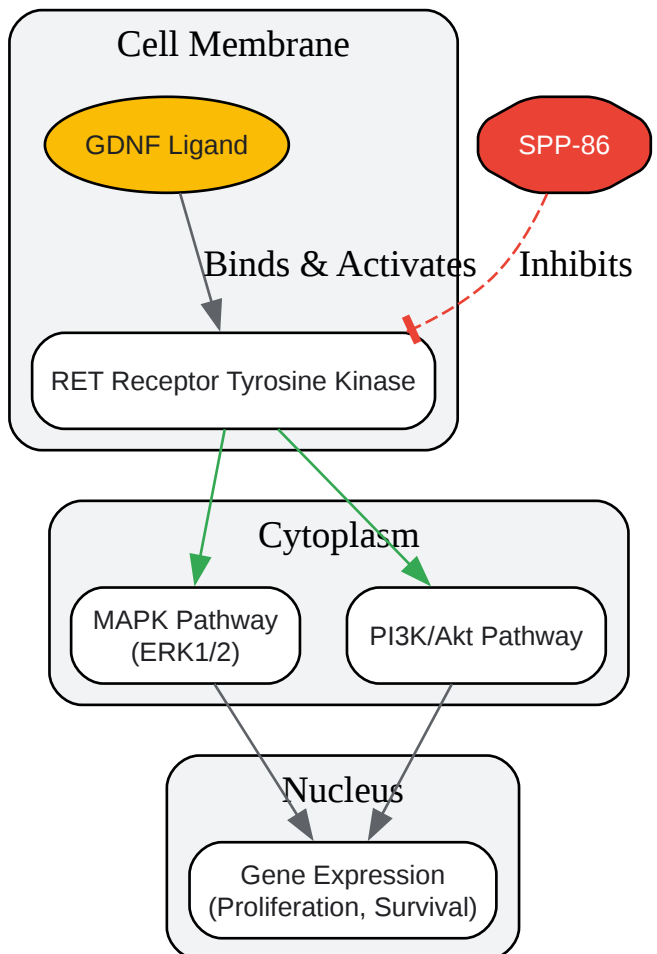 Cell Membrane
GDNF Ligand
SPP-86
Binds & Activates
Inhibits
RET Receptor Tyrosine Kinase
Cytoplasm
MAPK Pathway
(ERK1/2)
PI3K/Akt Pathway
Nucleus
Gene Expression
(Proliferation, Survival)